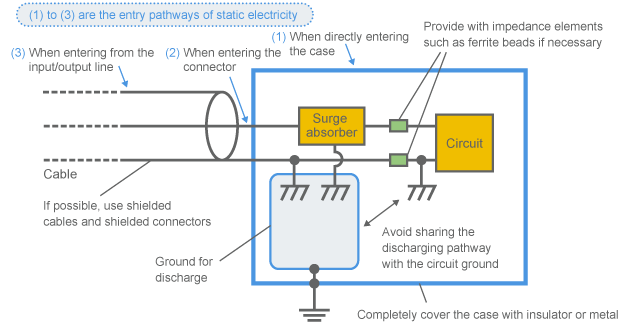 (1) to (3) are the entry pathways of static electricity
Provide with impedance elements
such as ferrite beads if necessary
(1) When directly entering
the case
(3) When entering from the
input/output line
(2) When entering the
connector
Surge
absorber
Circuit
Cable
If possible, use shielded
cables and shielded connectors
Avoid sharing the
discharging pathway
with the circuit ground
Ground for
discharge
Completely cover the case with insulator or metal